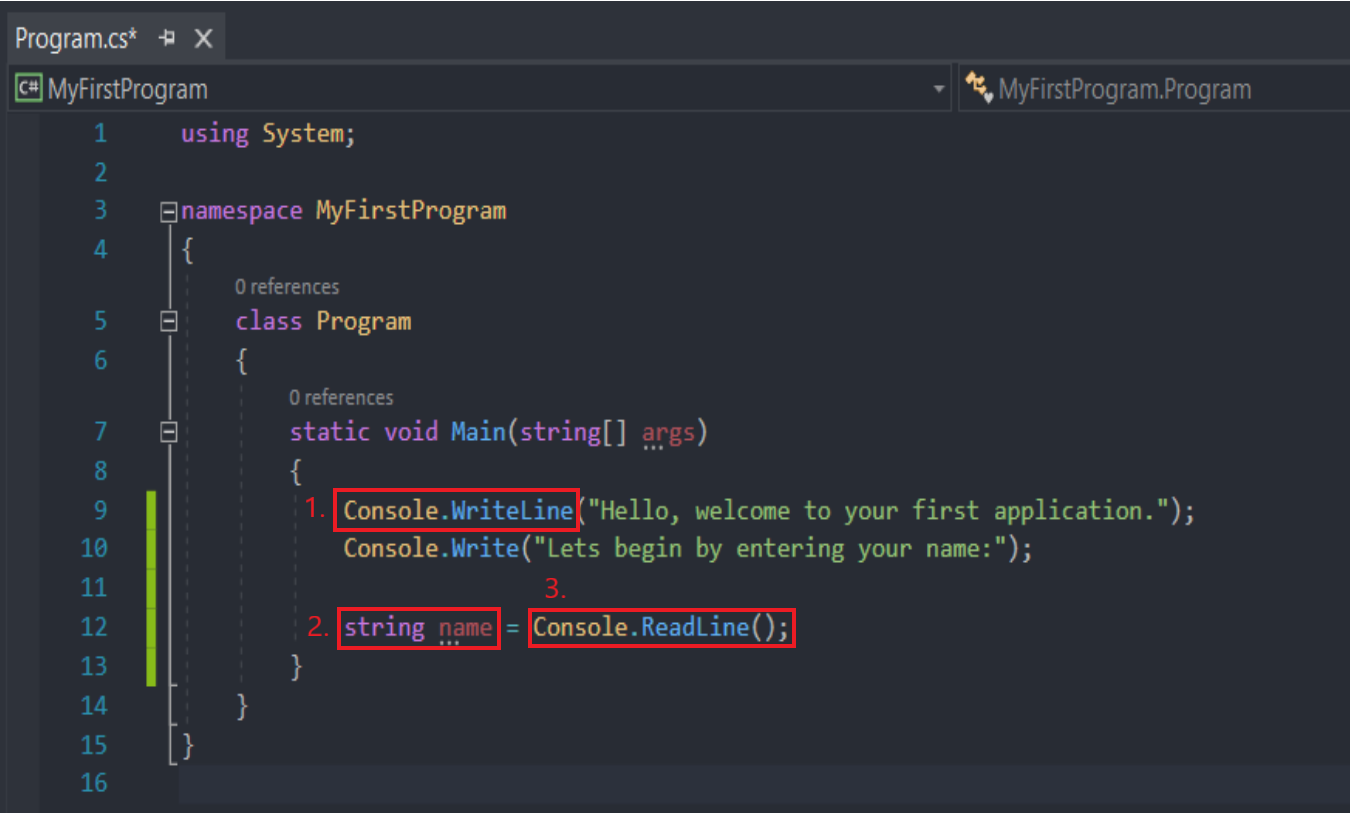 Program.cs*
C# MyFirstProgram MyFirstProgram.Program
1 using System;
2
3 namespace MyFirstProgram
4 {
0 references
5 class Program
6 {
0 references
7 static void Main(string[] args)
8 {
9 1. Console.WriteLine("Hello, welcome to your first application.");
10 Console.Write("Lets begin by entering your name:");
11 3.
12 2. string name = Console.ReadLine();
13 }
14 }
15 }
16